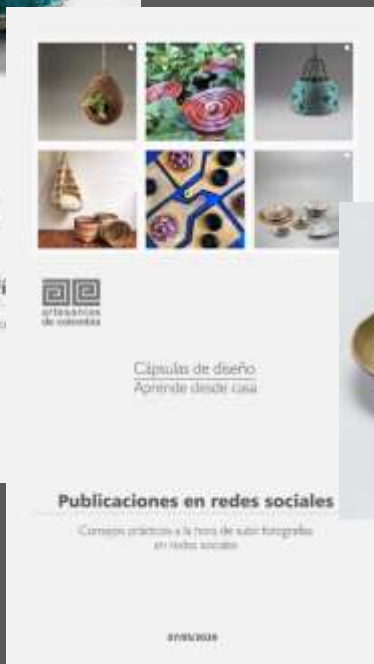 artesanías
de colombia
Cápsulas de diseño
Aprende desde casa
Publicaciones en redes sociales
Consejos prácticos a la hora de subir fotografías
en redes sociales
07/05/2020